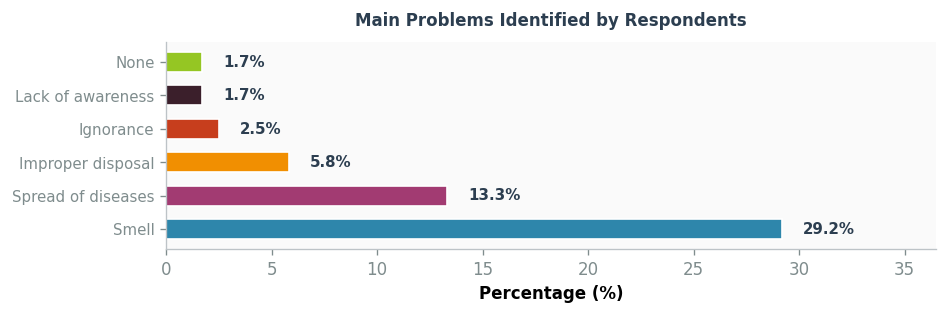 Main Problems Identified by Respondents
None 1.7%
Lack of awareness 1.7%
Ignorance 2.5%
Improper disposal 5.8%
Spread of diseases 13.3%
Smell 29.2%
0 5 10 15 20 25 30 35
Percentage (%)